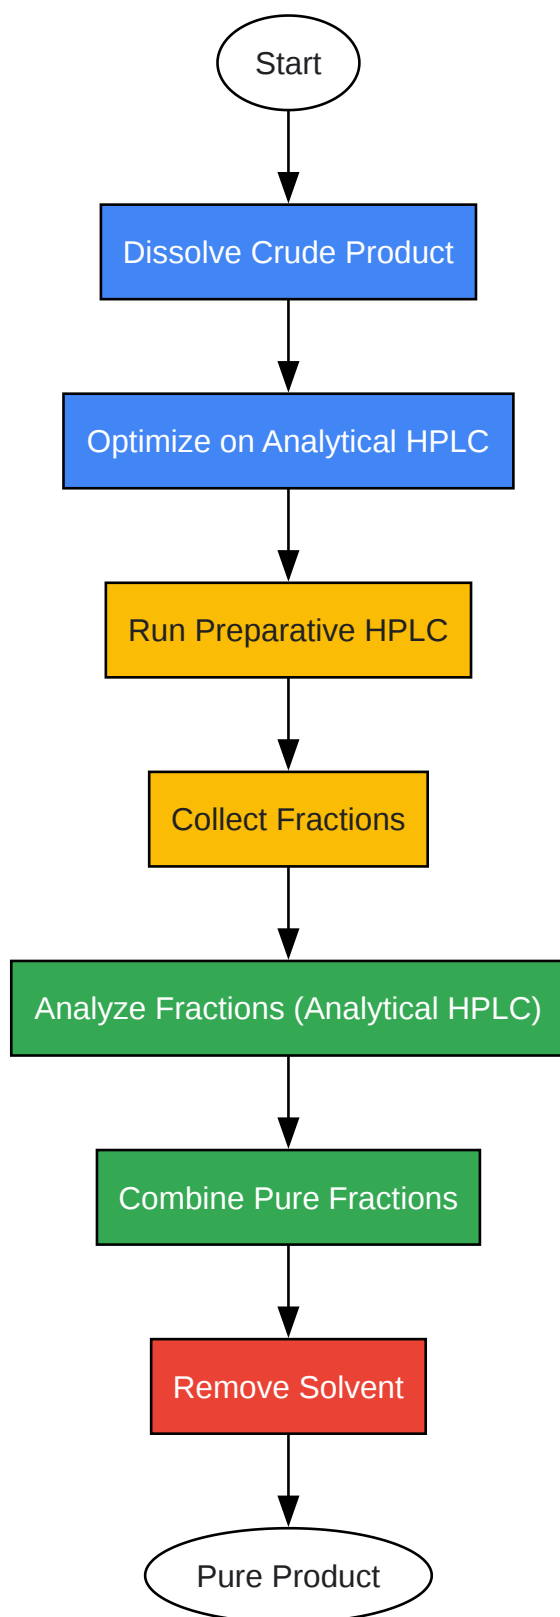 Start
Dissolve Crude Product
Optimize on Analytical HPLC
Run Preparative HPLC
Collect Fractions
Analyze Fractions (Analytical HPLC)
Combine Pure Fractions
Remove Solvent
Pure Product